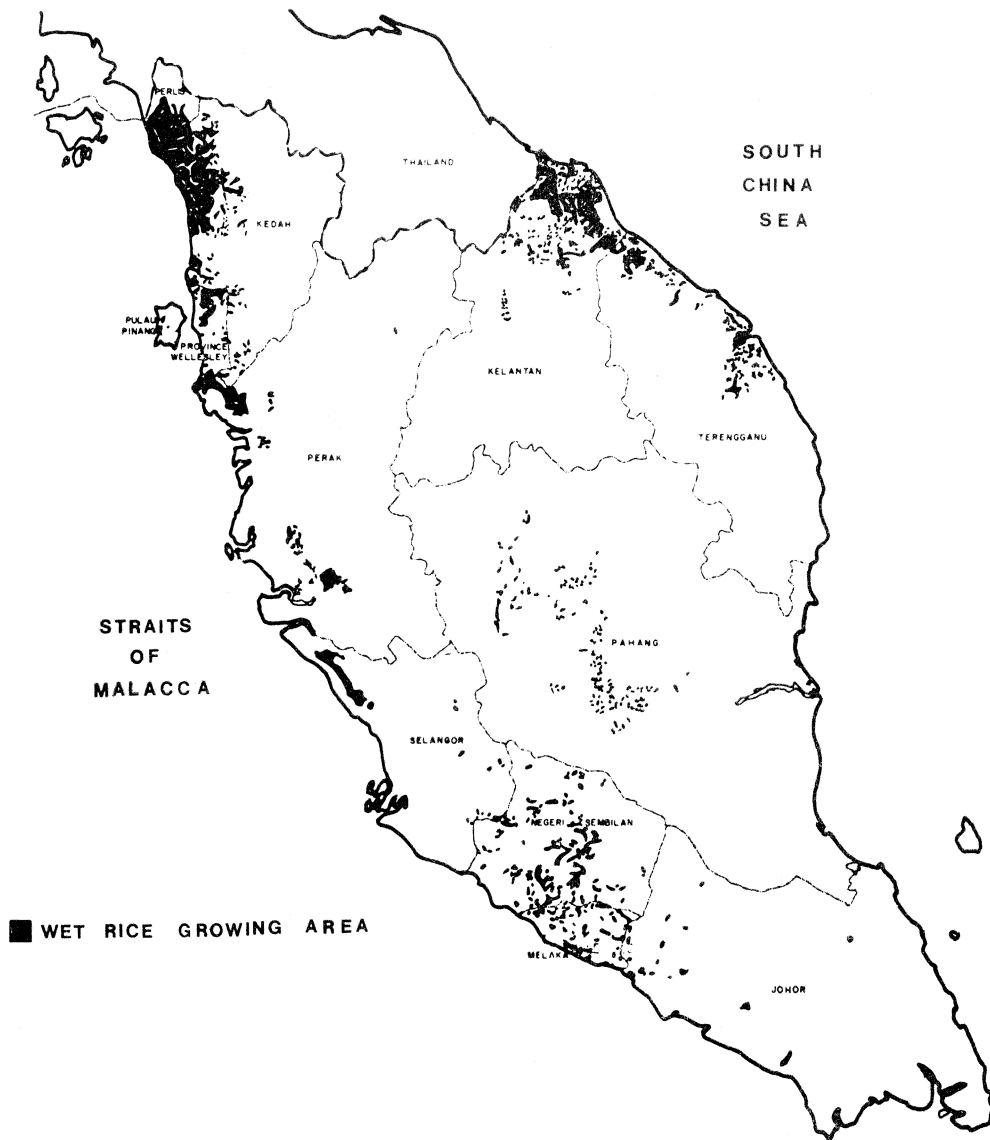 PERLIS
THAILAND
SOUTH
CHINA
SEA
KEDAH
PULAU
PINANG
PROVINCE
WELLESLEY
KELANTAN
TERENGGANU
PERAK
STRAITS
OF
MALACCA
PAHANG
SELANGOR
NEGERI SEMBILAN
WET RICE GROWING AREA
MELAKA
JOHOR